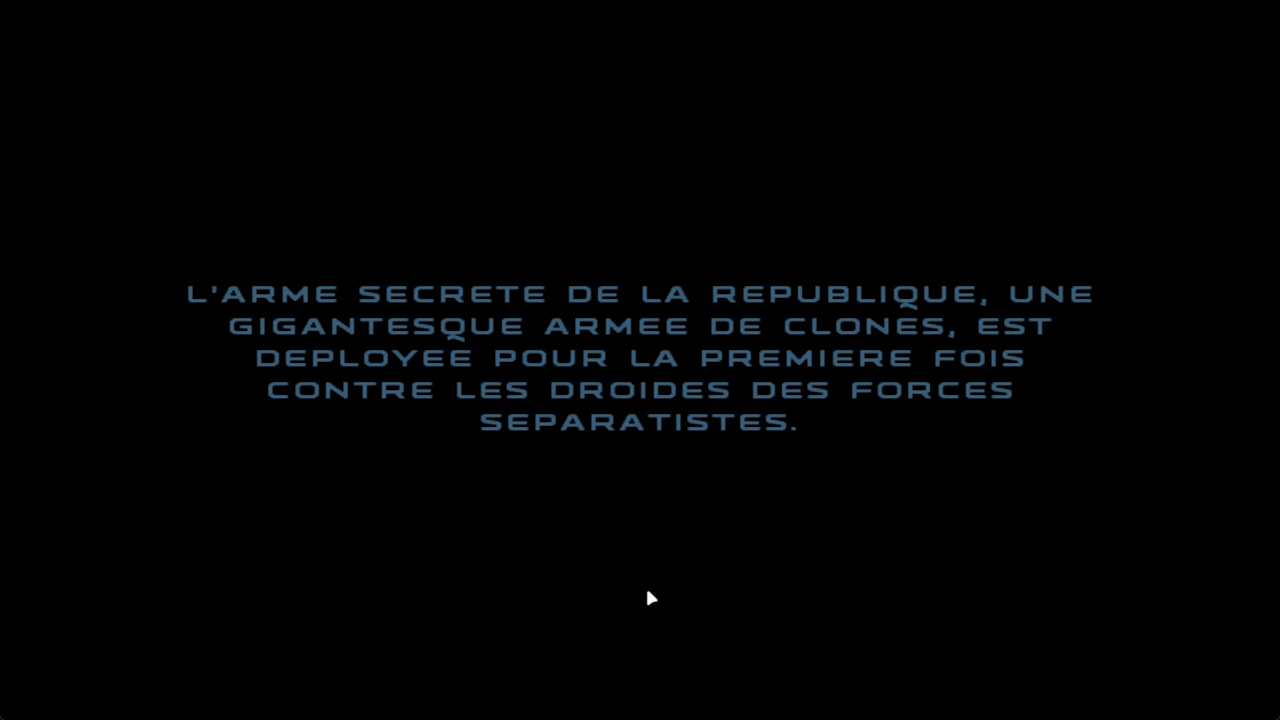 L'ARME SECRETE DE LA REPUBLIQUE, UNE
GIGANTESQUE ARMEE DE CLONES, EST
DEPLOYEE POUR LA PREMIERE FOIS
CONTRE LES DROIDES DES FORCES
SEPARATISTES.